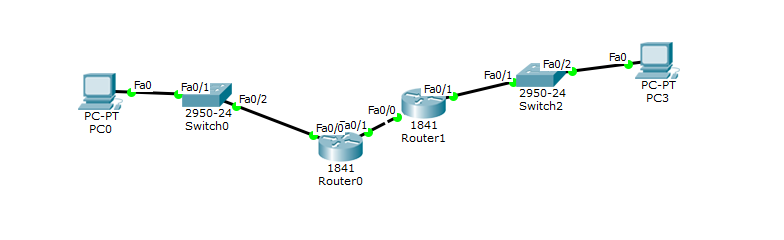 Fa0
PC-PT
PC0
Fa0/1
2950-24
Switch0
Fa0/2
Fa0/0
Fa0/1
1841
Router0
Fa0/0
1841
Router1
Fa0/1
Fa0/1
2950-24
Switch2
Fa0/2
Fa0
PC-PT
PC3